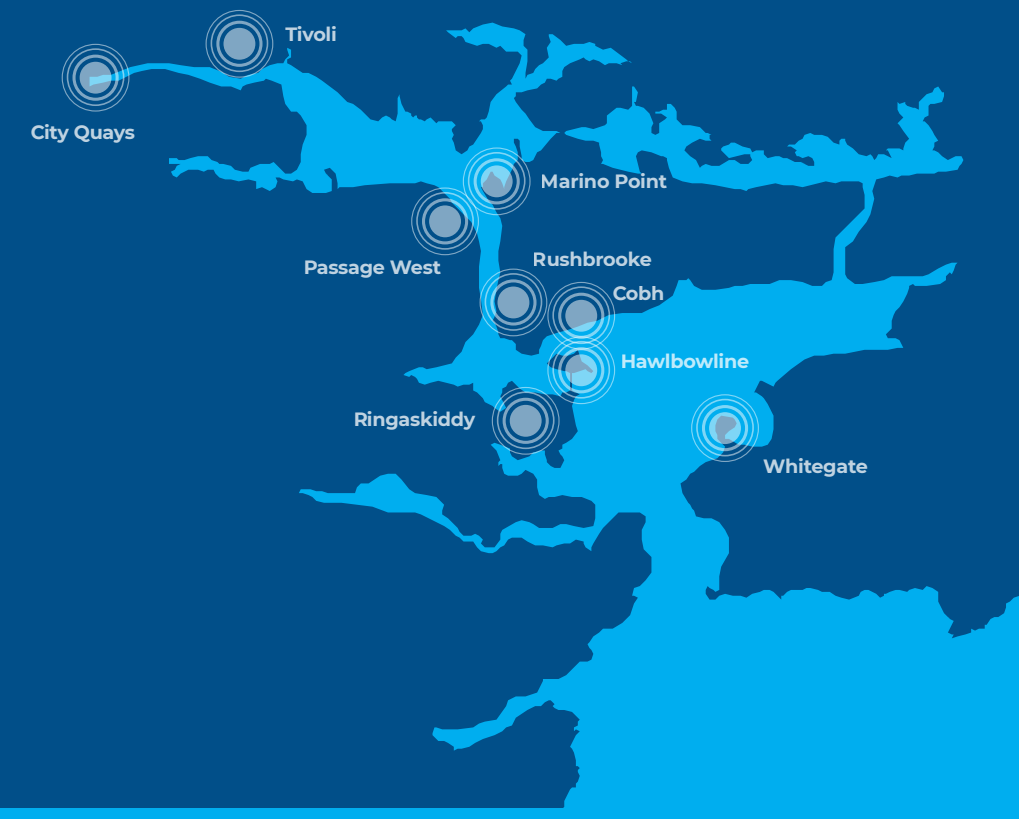 Tivoli
City Quays
Marino Point
Passage West
Rushbrooke
Cobh
Hawlbowline
Ringaskiddy
Whitegate